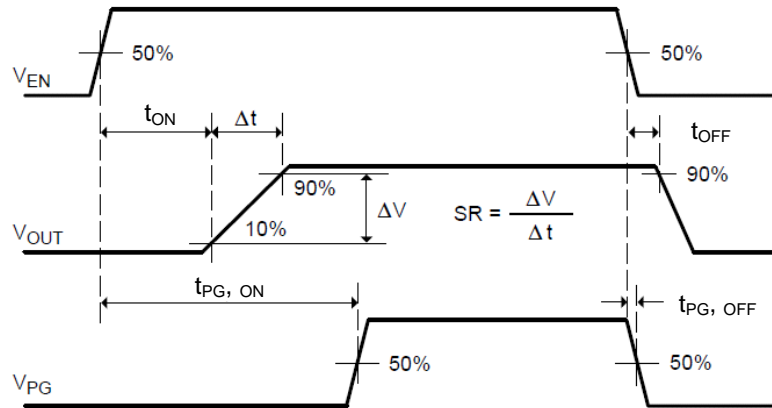 50%
50%
V_EN
t_ON
Δt
t_OFF
90%
90%
ΔV
SR = ΔV / Δt
10%
V_OUT
t_PG, ON
t_PG, OFF
50%
50%
V_PG